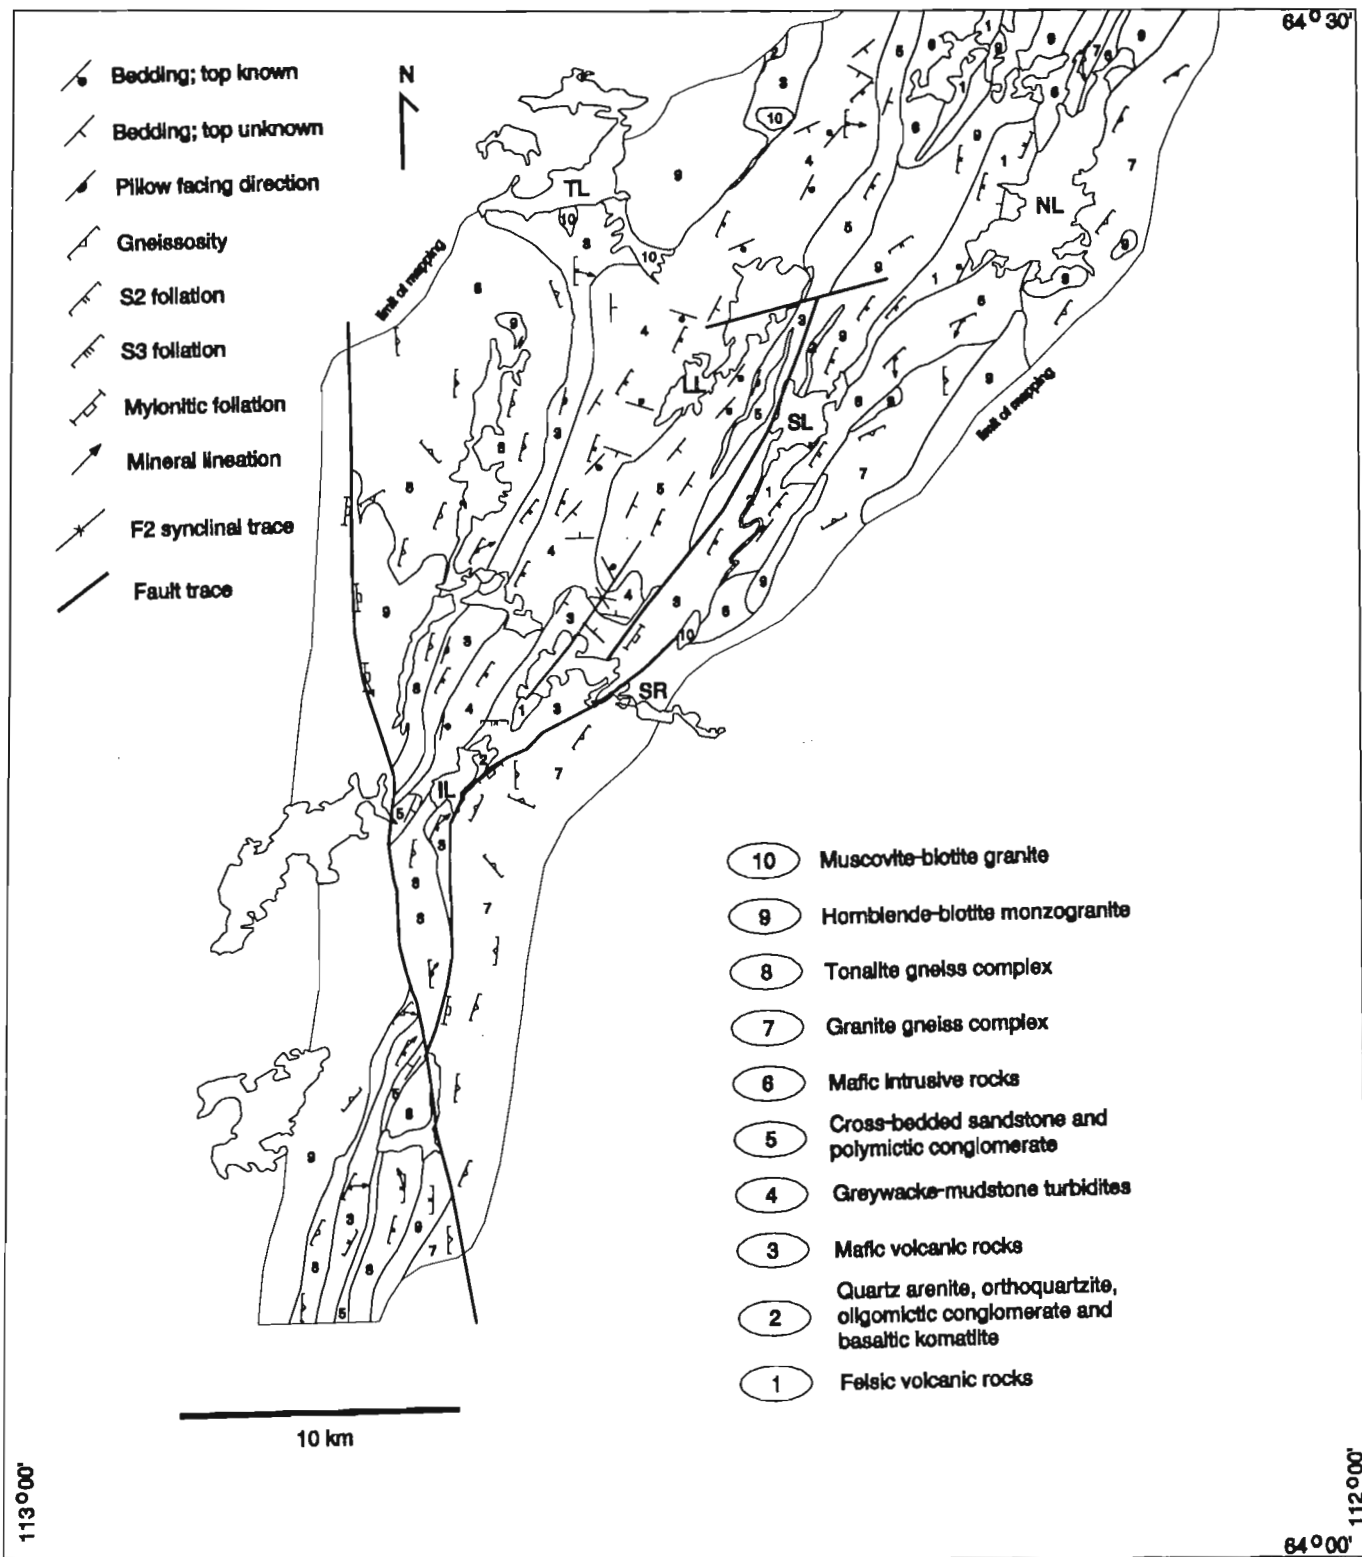 64° 30'
Bedding; top known
N
Bedding; top unknown
Pillow facing direction
Gneissosity
S2 foliation
S3 foliation
Mylonitic foliation
Mineral lineation
F2 synclinal trace
Fault trace
limit of mapping
limit of mapping
TL
NL
LL
SL
SR
IL
10 Muscovite-biotite granite
9 Hornblende-biotite monzogranite
8 Tonalite gneiss complex
7 Granite gneiss complex
6 Mafic intrusive rocks
5 Cross-bedded sandstone and
polymictic conglomerate
4 Greywacke-mudstone turbidites
3 Mafic volcanic rocks
2 Quartz arenite, orthoquartzite,
oligomictic conglomerate and
basaltic komatiite
1 Felsic volcanic rocks
10 km
113°00'
112°00'
64°00'